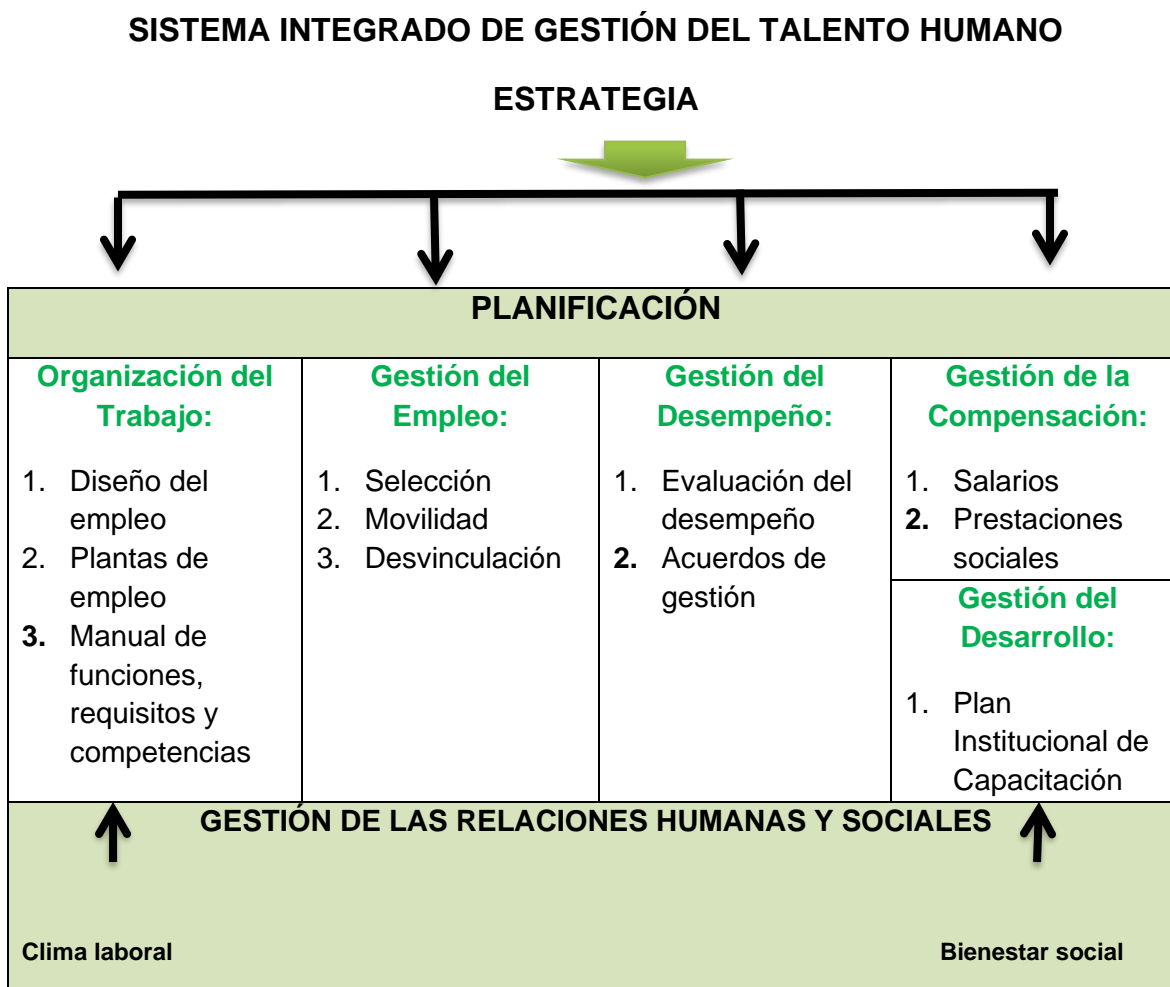 SISTEMA INTEGRADO DE GESTIÓN DEL TALENTO HUMANO
ESTRATEGIA
PLANIFICACIÓN
Organización del
Trabajo:
1. Diseño del
empleo
2. Plantas de
empleo
3. Manual de
funciones,
requisitos y
competencias
Gestión del
Empleo:
1. Selección
2. Movilidad
3. Desvinculación
Gestión del
Desempeño:
1. Evaluación del
desempeño
2. Acuerdos de
gestión
Gestión de la
Compensación:
1. Salarios
2. Prestaciones
sociales
Gestión del
Desarrollo:
1. Plan
Institucional de
Capacitación
GESTIÓN DE LAS RELACIONES HUMANAS Y SOCIALES
Clima laboral
Bienestar social